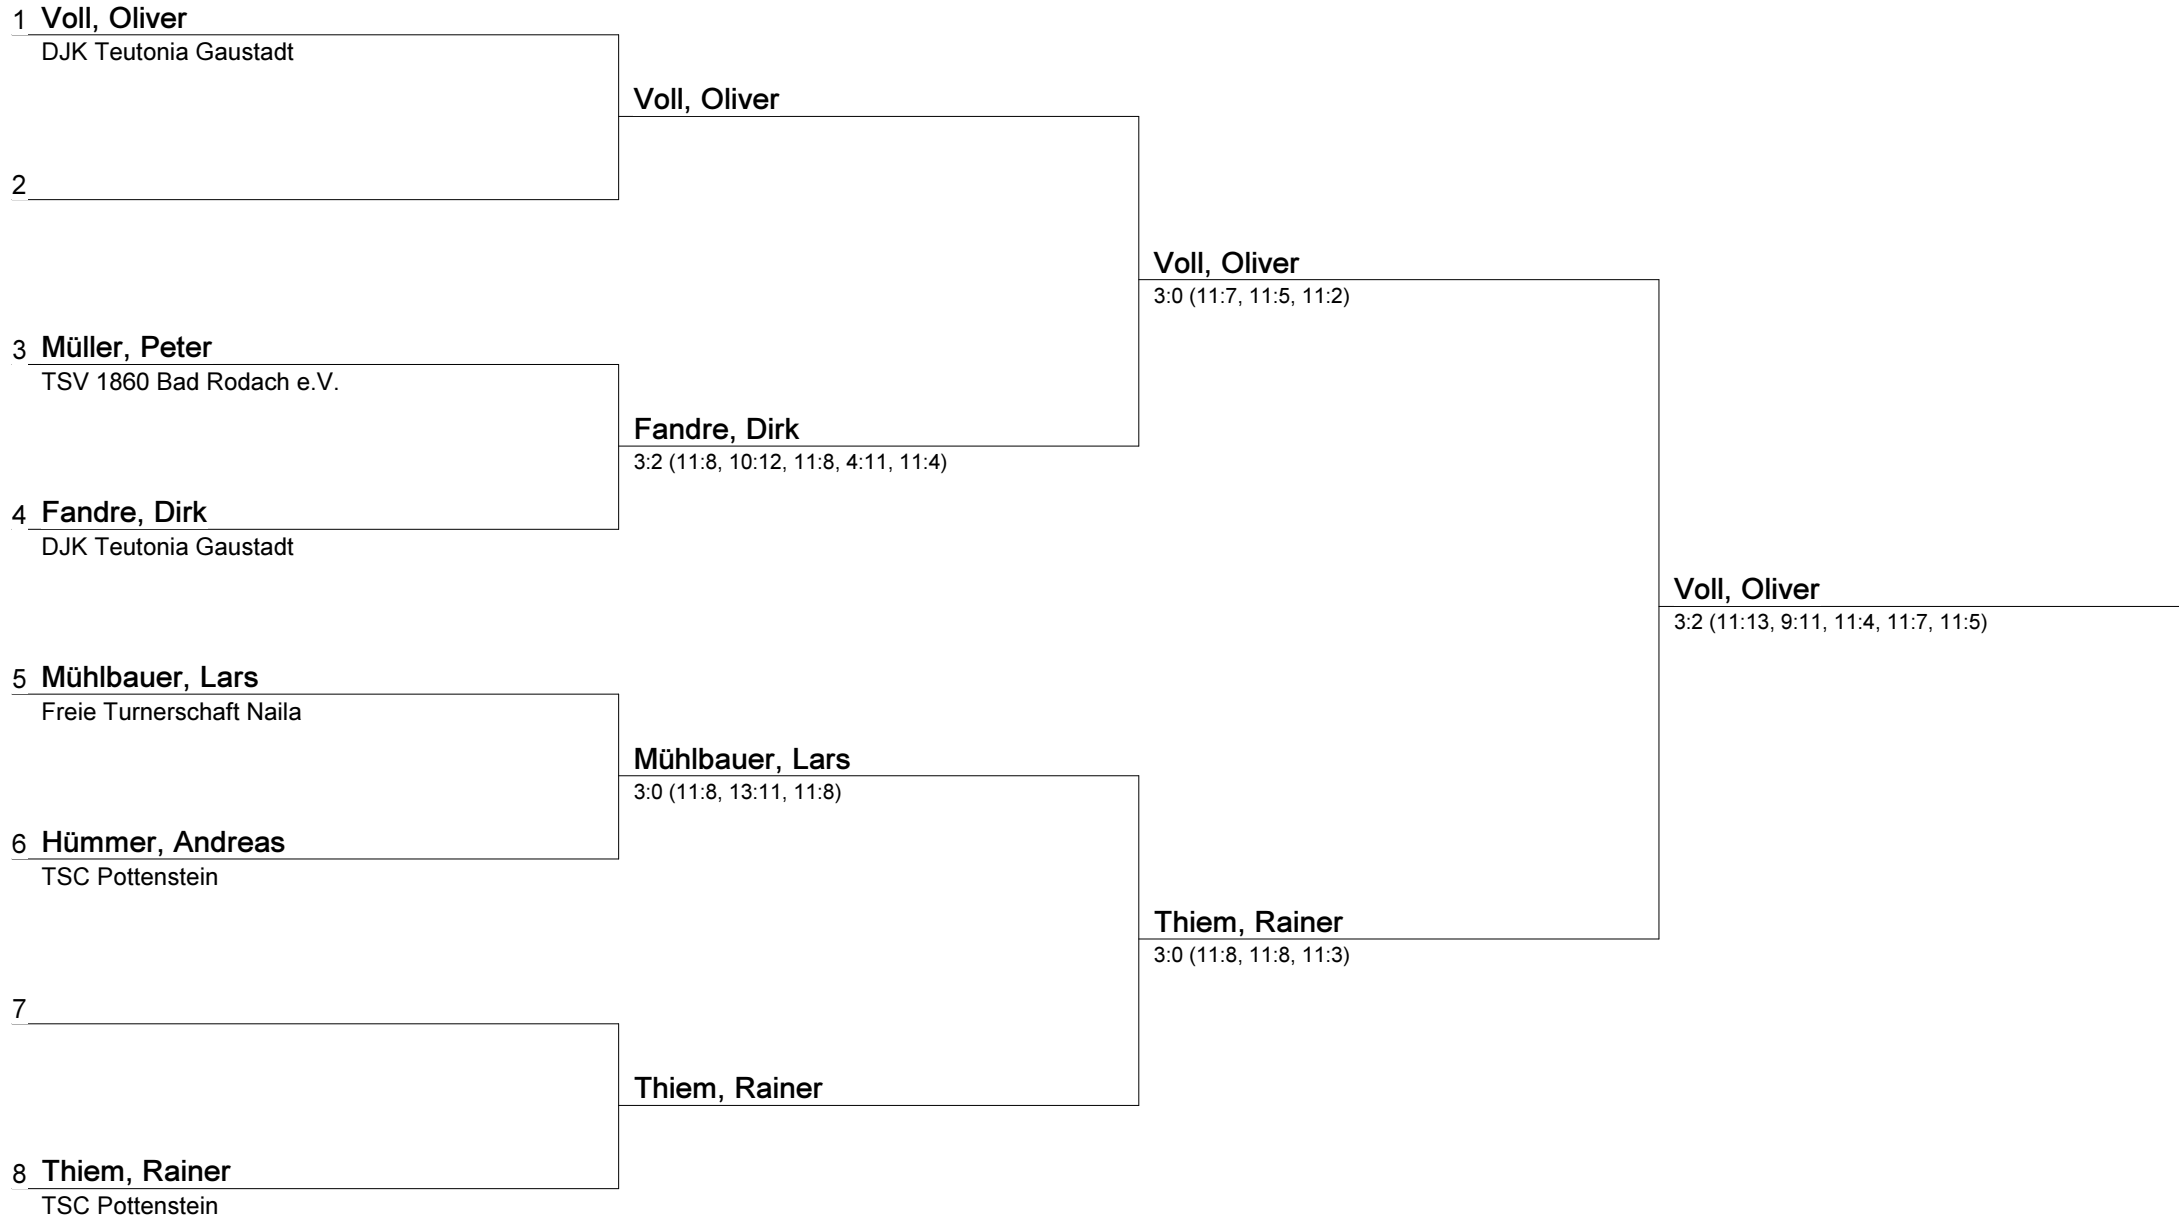 1 Voll, Oliver
DJK Teutonia Gaustadt
Voll, Oliver
2
Voll, Oliver
3:0 (11:7, 11:5, 11:2)
3 Müller, Peter
TSV 1860 Bad Rodach e.V.
Fandre, Dirk
3:2 (11:8, 10:12, 11:8, 4:11, 11:4)
4 Fandre, Dirk
DJK Teutonia Gaustadt
Voll, Oliver
3:2 (11:13, 9:11, 11:4, 11:7, 11:5)
5 Mühlbauer, Lars
Freie Turnerschaft Naila
Mühlbauer, Lars
3:0 (11:8, 13:11, 11:8)
6 Hümmer, Andreas
TSC Pottenstein
Thiem, Rainer
3:0 (11:8, 11:8, 11:3)
7
Thiem, Rainer
8 Thiem, Rainer
TSC Pottenstein